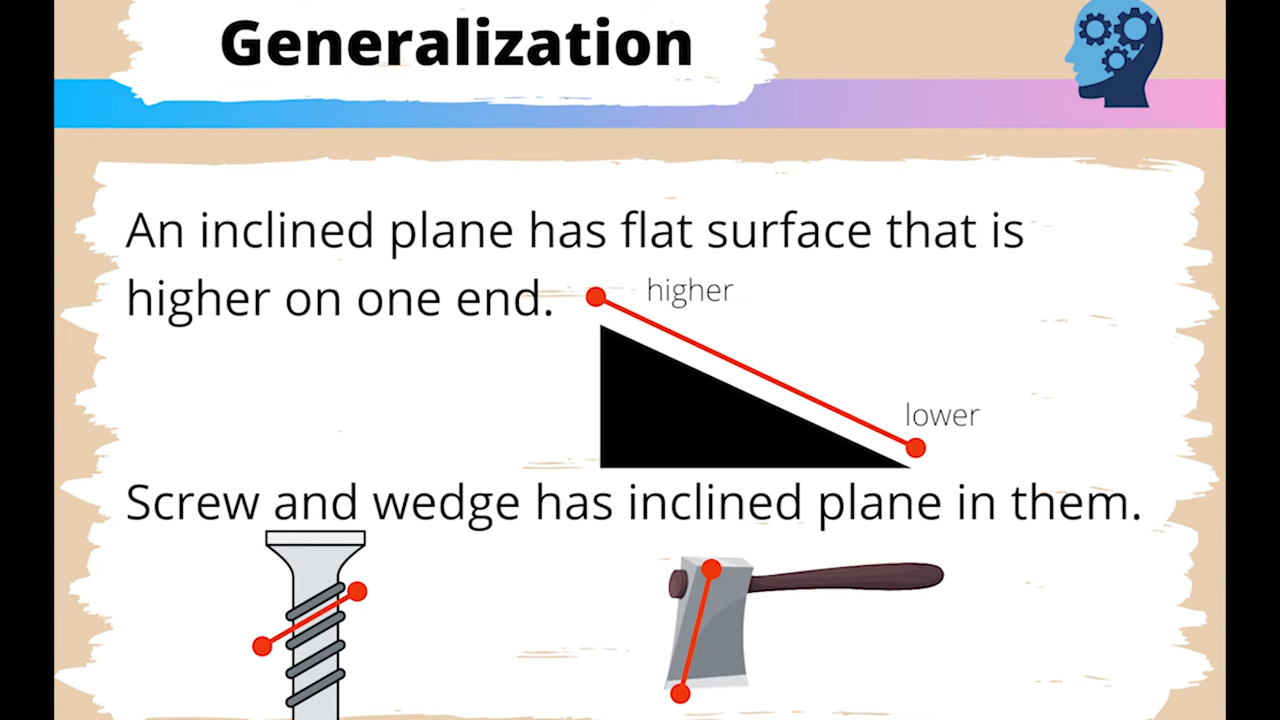 Generalization
An inclined plane has flat surface that is
higher on one end.
higher
lower
Screw and wedge has inclined plane in them.